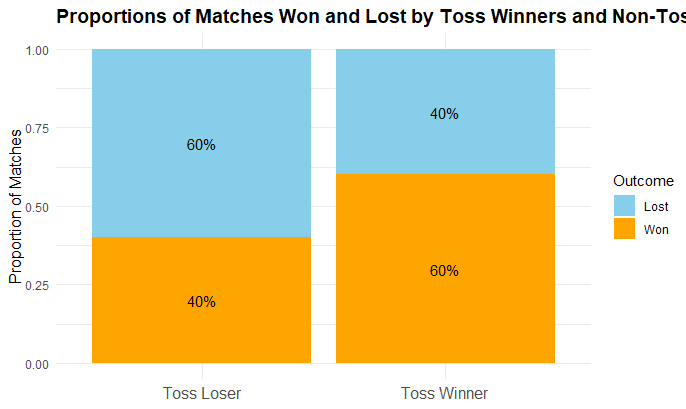 Proportions of Matches Won and Lost by Toss Winners and Non-Tos
1.00
0.75
0.50
0.25
0.00
Proportion of Matches
60%
40%
40%
60%
Toss Loser
Toss Winner
Outcome
Lost
Won